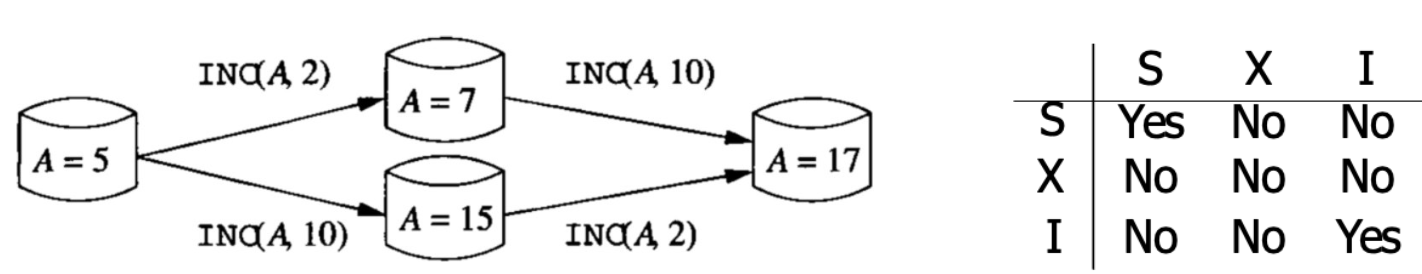 INC(A, 2)
INC(A, 10)
A = 7
A = 5
A = 17
A = 15
INC(A, 10)
INC(A, 2)
S X I
S Yes No No
X No No No
I No No Yes